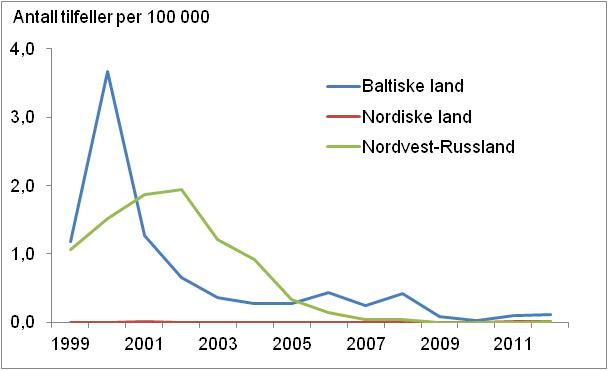 Antall tilfeller per 100 000
4,0
3,0
2,0
1,0
0,0
Baltiske land
Nordiske land
Nordvest-Russland
1999 2001 2003 2005 2007 2009 2011